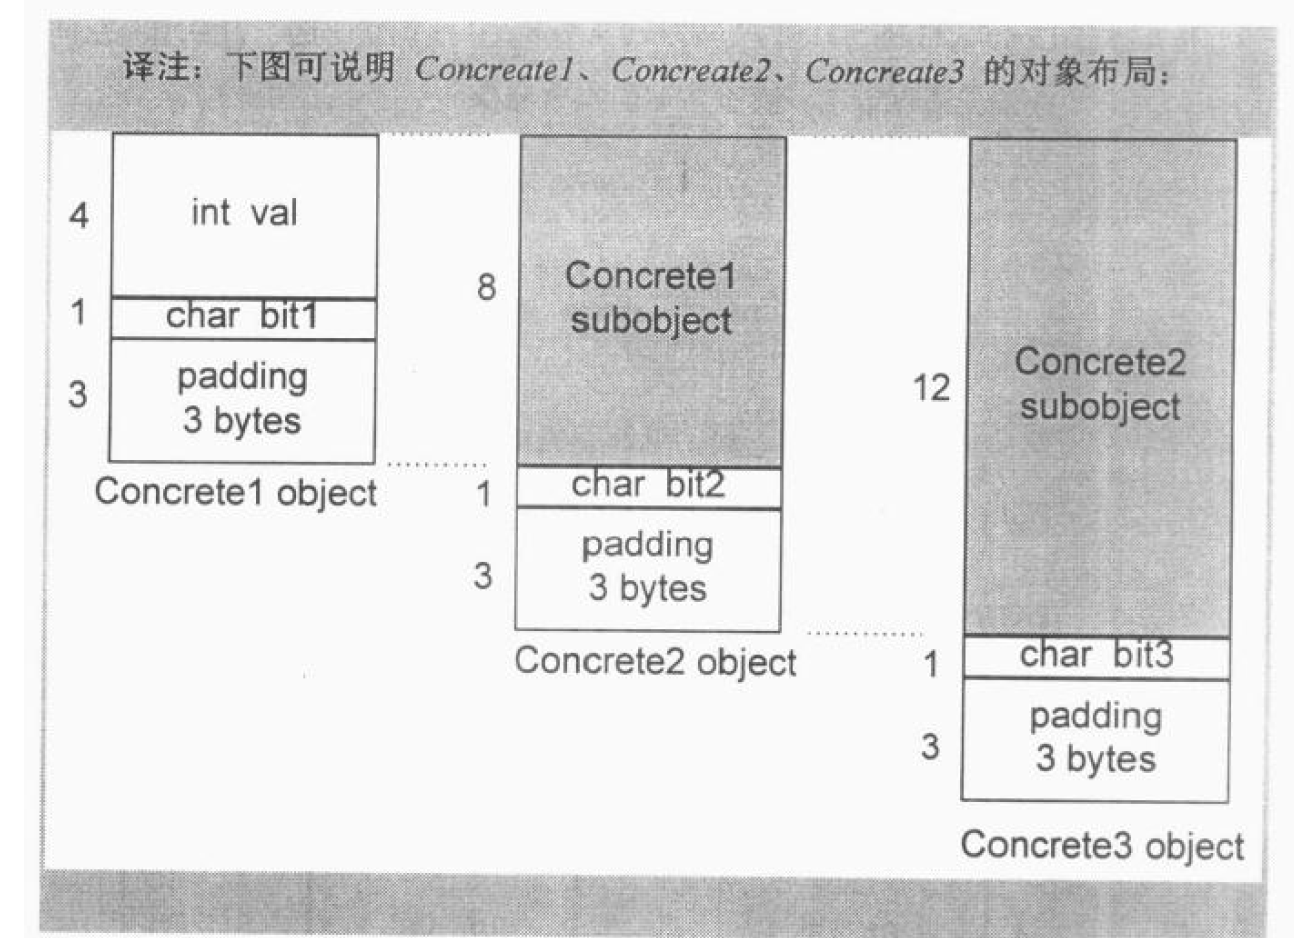 译注：下图可说明 Concreate1、Concreate2、Concreate3 的对象布局：
4
int val
1
char bit1
3
padding
3 bytes
Concrete1 object
8
Concrete1
subobject
1
char bit2
3
padding
3 bytes
Concrete2 object
12
Concrete2
subobject
1
char bit3
3
padding
3 bytes
Concrete3 object